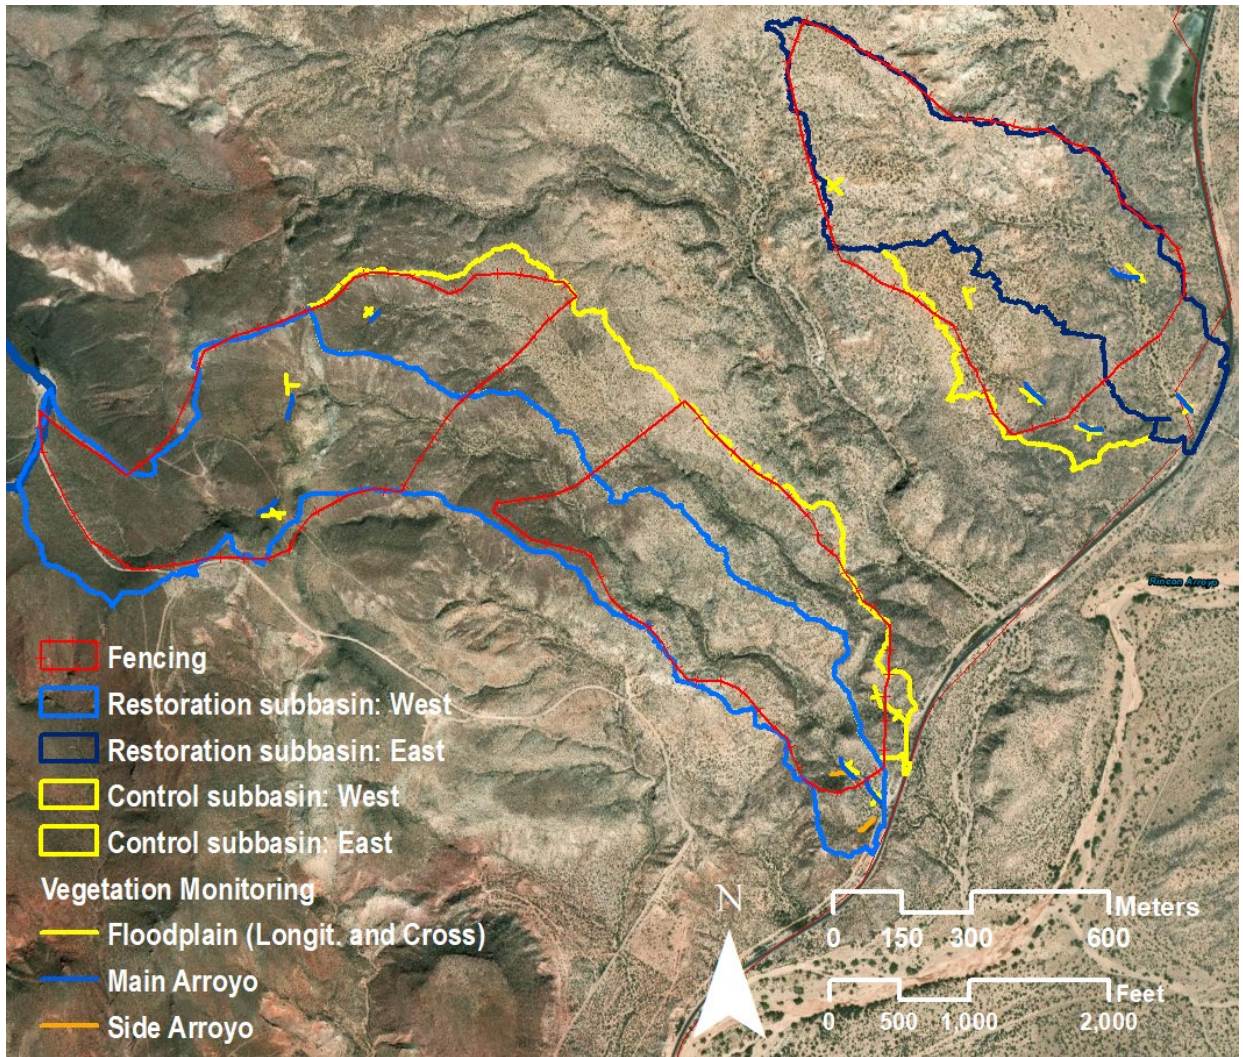 Rincon Arroyo
Fencing
Restoration subbasin: West
Restoration subbasin: East
Control subbasin: West
Control subbasin: East
Vegetation Monitoring
Floodplain (Longit. and Cross)
Main Arroyo
Side Arroyo
N
Meters
0 150 300 600
Feet
0 500 1,000 2,000